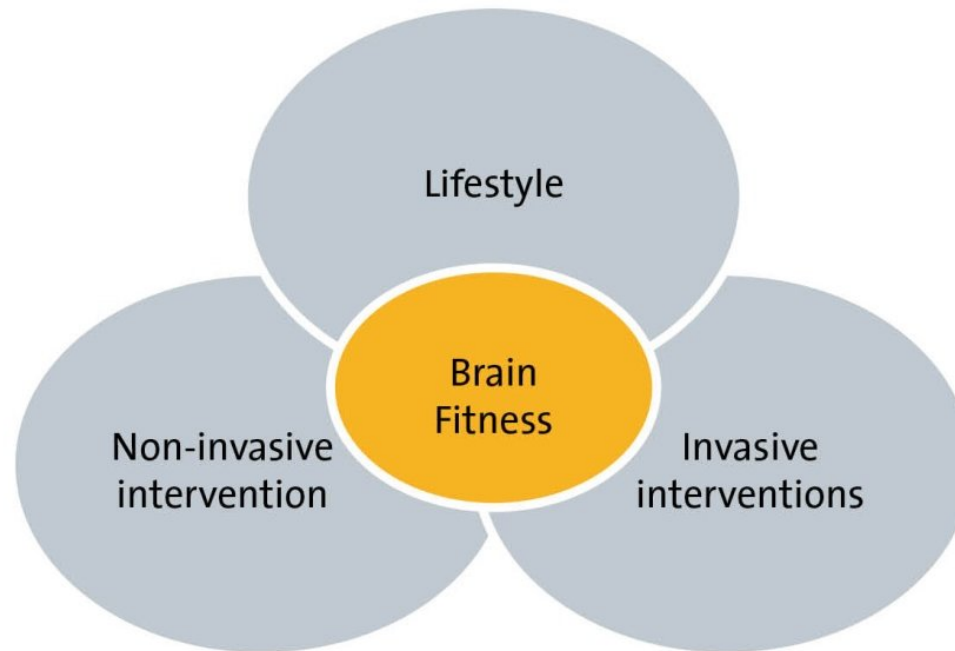 Lifestyle
Brain
Fitness
Non-invasive
intervention
Invasive
interventions